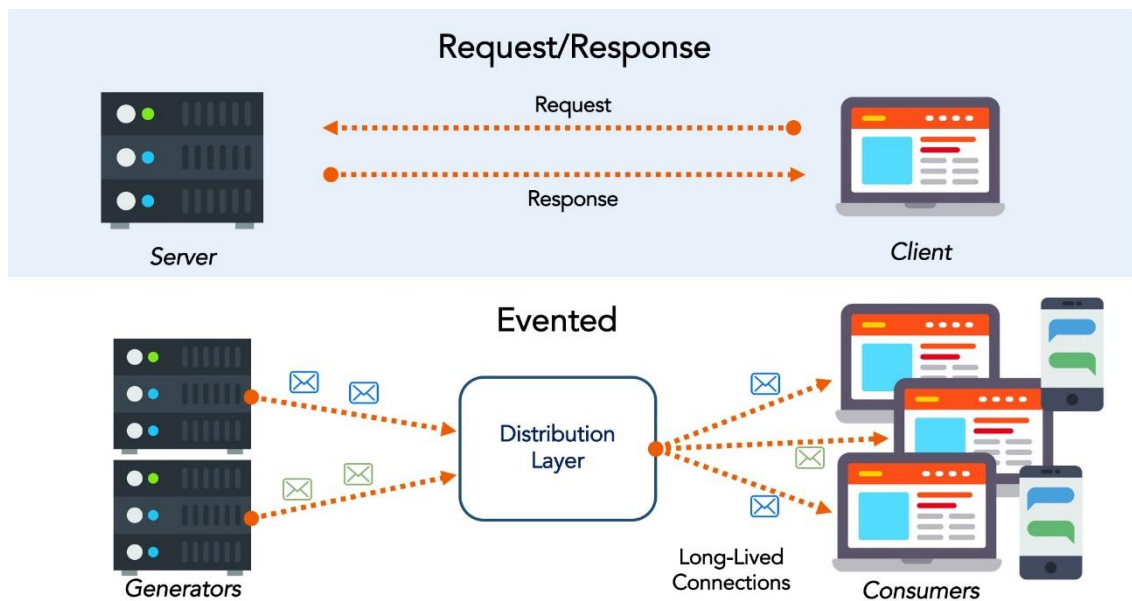 Request/Response
Request
Response
Server
Client
Evented
Distribution
Layer
Long-Lived
Connections
Generators
Consumers